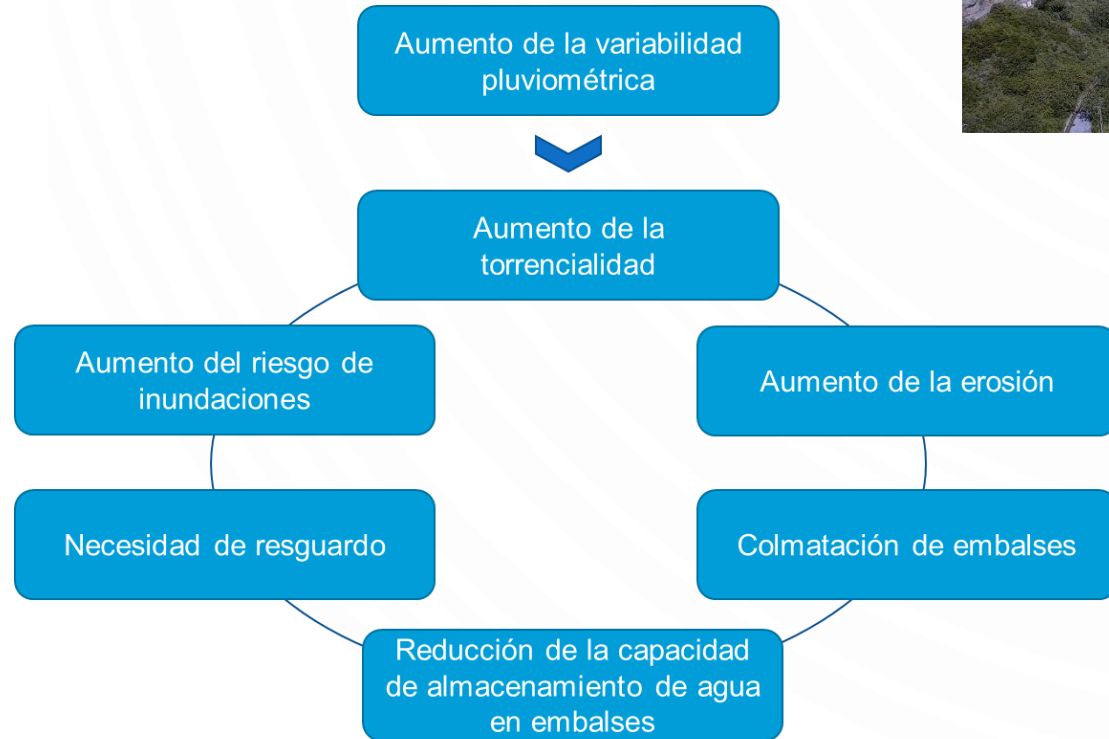 Aumento de la variabilidad
pluviométrica
Aumento de la
torrencialidad
Aumento del riesgo de
inundaciones
Aumento de la erosión
Necesidad de resguardo
Colmatación de embalses
Reducción de la capacidad
de almacenamiento de agua
en embalses